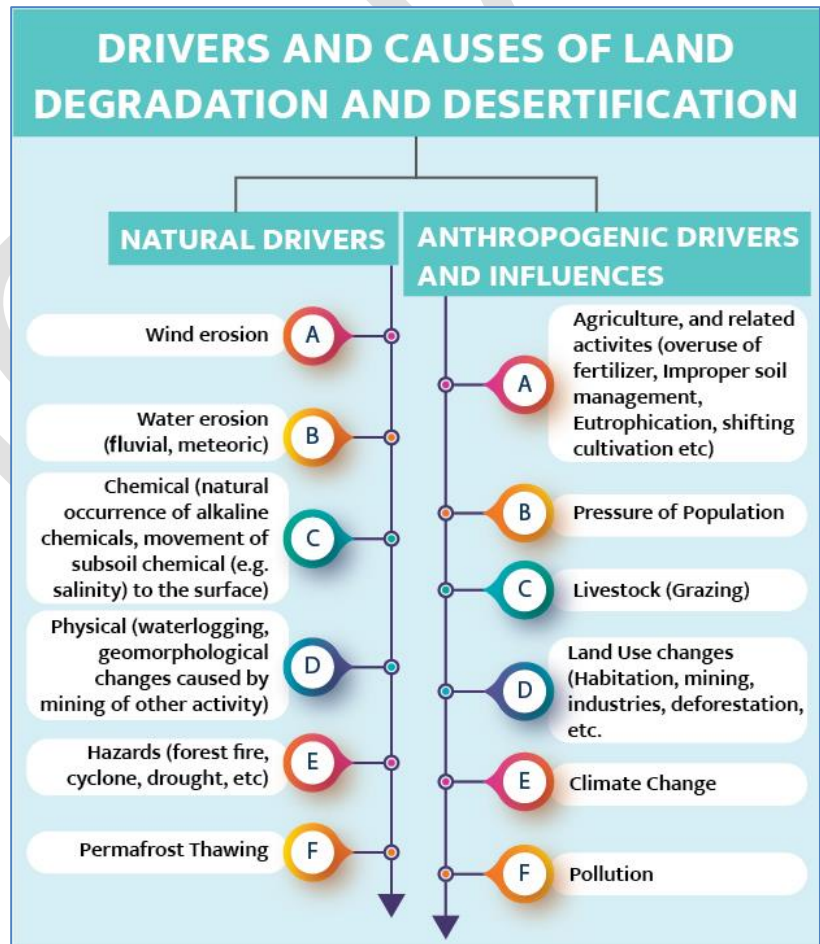 DRIVERS AND CAUSES OF LAND
DEGRADATION AND DESERTIFICATION
NATURAL DRIVERS
A
Wind erosion
B
Water erosion
(fluvial, meteoric)
C
Chemical (natural
occurrence of alkaline
chemicals, movement of
subsoil chemical (e.g.
salinity) to the surface)
D
Physical (waterlogging,
geomorphological
changes caused by
mining of other activity)
E
Hazards (forest fire,
cyclone, drought, etc)
F
Permafrost Thawing
ANTHROPOGENIC DRIVERS
AND INFLUENCES
A
Agriculture, and related
activites (overuse of
fertilizer, Improper soil
management,
Eutrophication, shifting
cultivation etc)
B
Pressure of Population
C
Livestock (Grazing)
D
Land Use changes
(Habitation, mining,
industries, deforestation,
etc.
E
Climate Change
F
Pollution